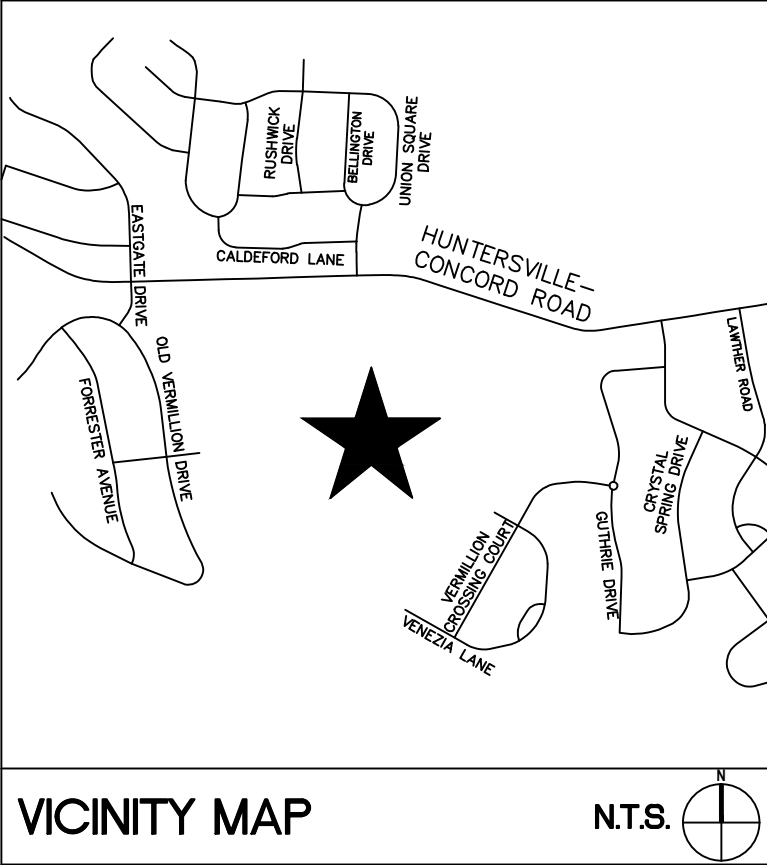 RUSHWICK
DRIVE
BELLINGTON
DRIVE
UNION SQUARE
DRIVE
EASTGATE DRIVE
CALDEFORD LANE
HUNTERSVILLE–
CONCORD ROAD
LAWTHER ROAD
OLD VERMILLION DRIVE
FORRESTER AVENUE
CRYSTAL
SPRING DRIVE
GUTHRIE DRIVE
VERMILLION
CROSSING COURT
VENEZIA LANE
VICINITY MAP
N.T.S.
N